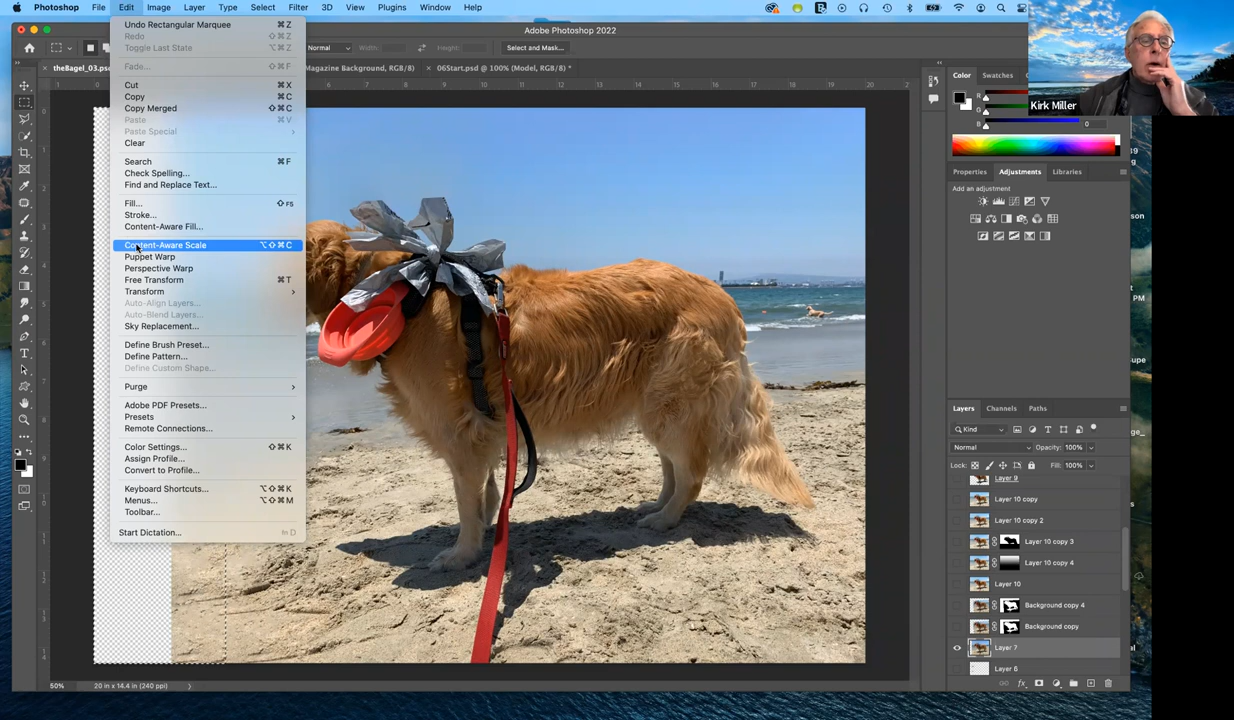 Photoshop File Edit Image Layer Type Select Filter 3D View Plugins Window Help
Adobe Photoshop 2022
Normal Width: Height: Select and Mask...
theBagel_03.ps Magazine Background, RGB/8) 06Start.psd @ 100% (Model, RGB/8) *
Undo Rectangular Marquee ⌘Z
Redo ⇧⌘Z
Toggle Last State ⌥⌘Z
Fade... ⇧⌘F
Cut ⌘X
Copy ⌘C
Copy Merged ⇧⌘C
Paste ⌘V
Paste Special
Clear
Search ⌘F
Check Spelling...
Find and Replace Text...
Fill... ⇧F5
Stroke...
Content-Aware Fill...
Content-Aware Scale ⌥⇧⌘C
Puppet Warp
Perspective Warp
Free Transform ⌘T
Transform
Auto-Align Layers...
Auto-Blend Layers...
Sky Replacement...
Define Brush Preset...
Define Pattern...
Define Custom Shape...
Purge
Adobe PDF Presets...
Presets
Remote Connections...
Color Settings... ⇧⌘K
Assign Profile...
Convert to Profile...
Keyboard Shortcuts... ⌥⇧⌘K
Menus... ⌥⇧⌘M
Toolbar...
Start Dictation...
Kirk Miller
Color Swatches
R
G
B 0
Properties Adjustments Libraries
Add an adjustment
Layers Channels Paths
Kind
Normal Opacity: 100%
Lock: Fill: 100%
Layer 9
Layer 10 copy
Layer 10 copy 2
Layer 10 copy 3
Layer 10 copy 4
Layer 10
Background copy 4
Background copy
Layer 7
Layer 6
50% 20 in x 14.4 in (240 ppi)